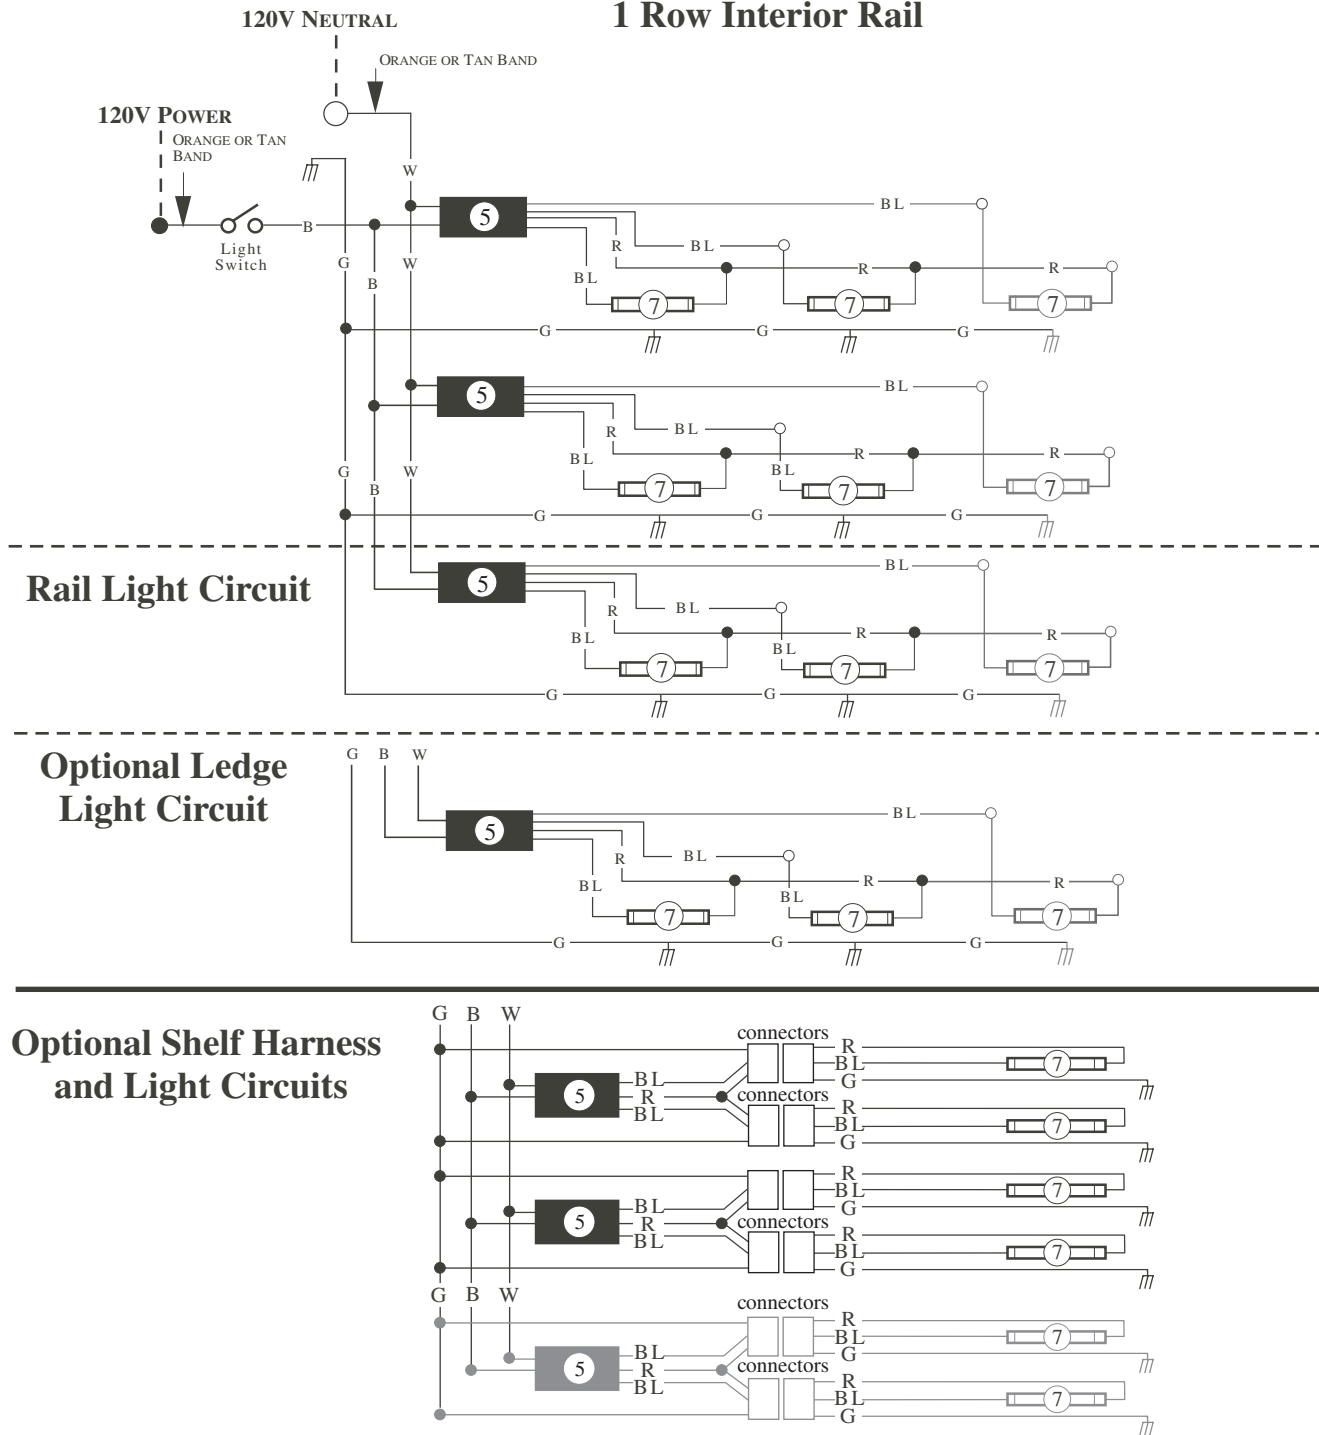 1 Row Interior Rail
120V NEUTRAL
ORANGE OR TAN BAND
120V POWER
ORANGE OR TAN
BAND
W
5
BL
B
R
BL
Light
Switch
G
W
B
BL
R
R
7
7
7
G
G
G
5
BL
R
BL
BL
R
R
G
B
W
BL
7
7
7
G
G
G
Rail Light Circuit
5
BL
R
BL
BL
R
R
BL
7
7
7
G
G
G
Optional Ledge
Light Circuit
G B W
5
BL
R
BL
BL
R
R
BL
7
7
7
G
G
G
Optional Shelf Harness
and Light Circuits
G B W
connectors
R
BL
G
7
5
BL
R
BL
connectors
R
BL
G
7
R
BL
G
7
5
BL
R
BL
connectors
R
BL
G
7
G B W
connectors
R
BL
G
7
5
BL
R
BL
connectors
R
BL
G
7